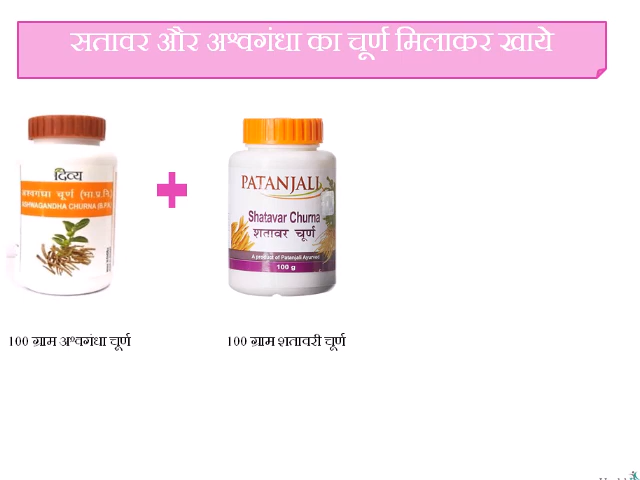 सतावर और अश्वगंधा का चूर्ण मिलाकर खाये
दिव्य
अश्वगंधा चूर्ण (भा.प्र.नि.)
ASHWAGANDHA CHURNA (B.P.N.)
PATANJALI
Shatavar Churna
शतावर चूर्ण
A product of Patanjali Ayurved
100 g
100 ग्राम अश्वगंधा चूर्ण
100 ग्राम शतावरी चूर्ण